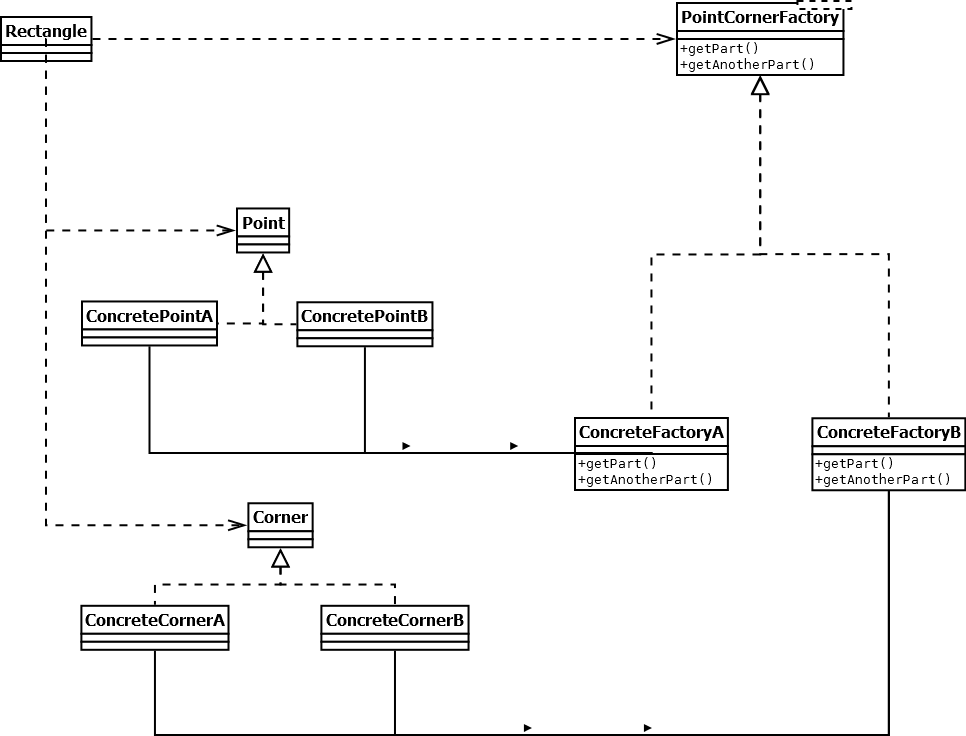 Rectangle
PointCornerFactory
+getPart()
+getAnotherPart()
Point
ConcretePointA
ConcretePointB
ConcreteFactoryA
+getPart()
+getAnotherPart()
ConcreteFactoryB
+getPart()
+getAnotherPart()
Corner
ConcreteCornerA
ConcreteCornerB